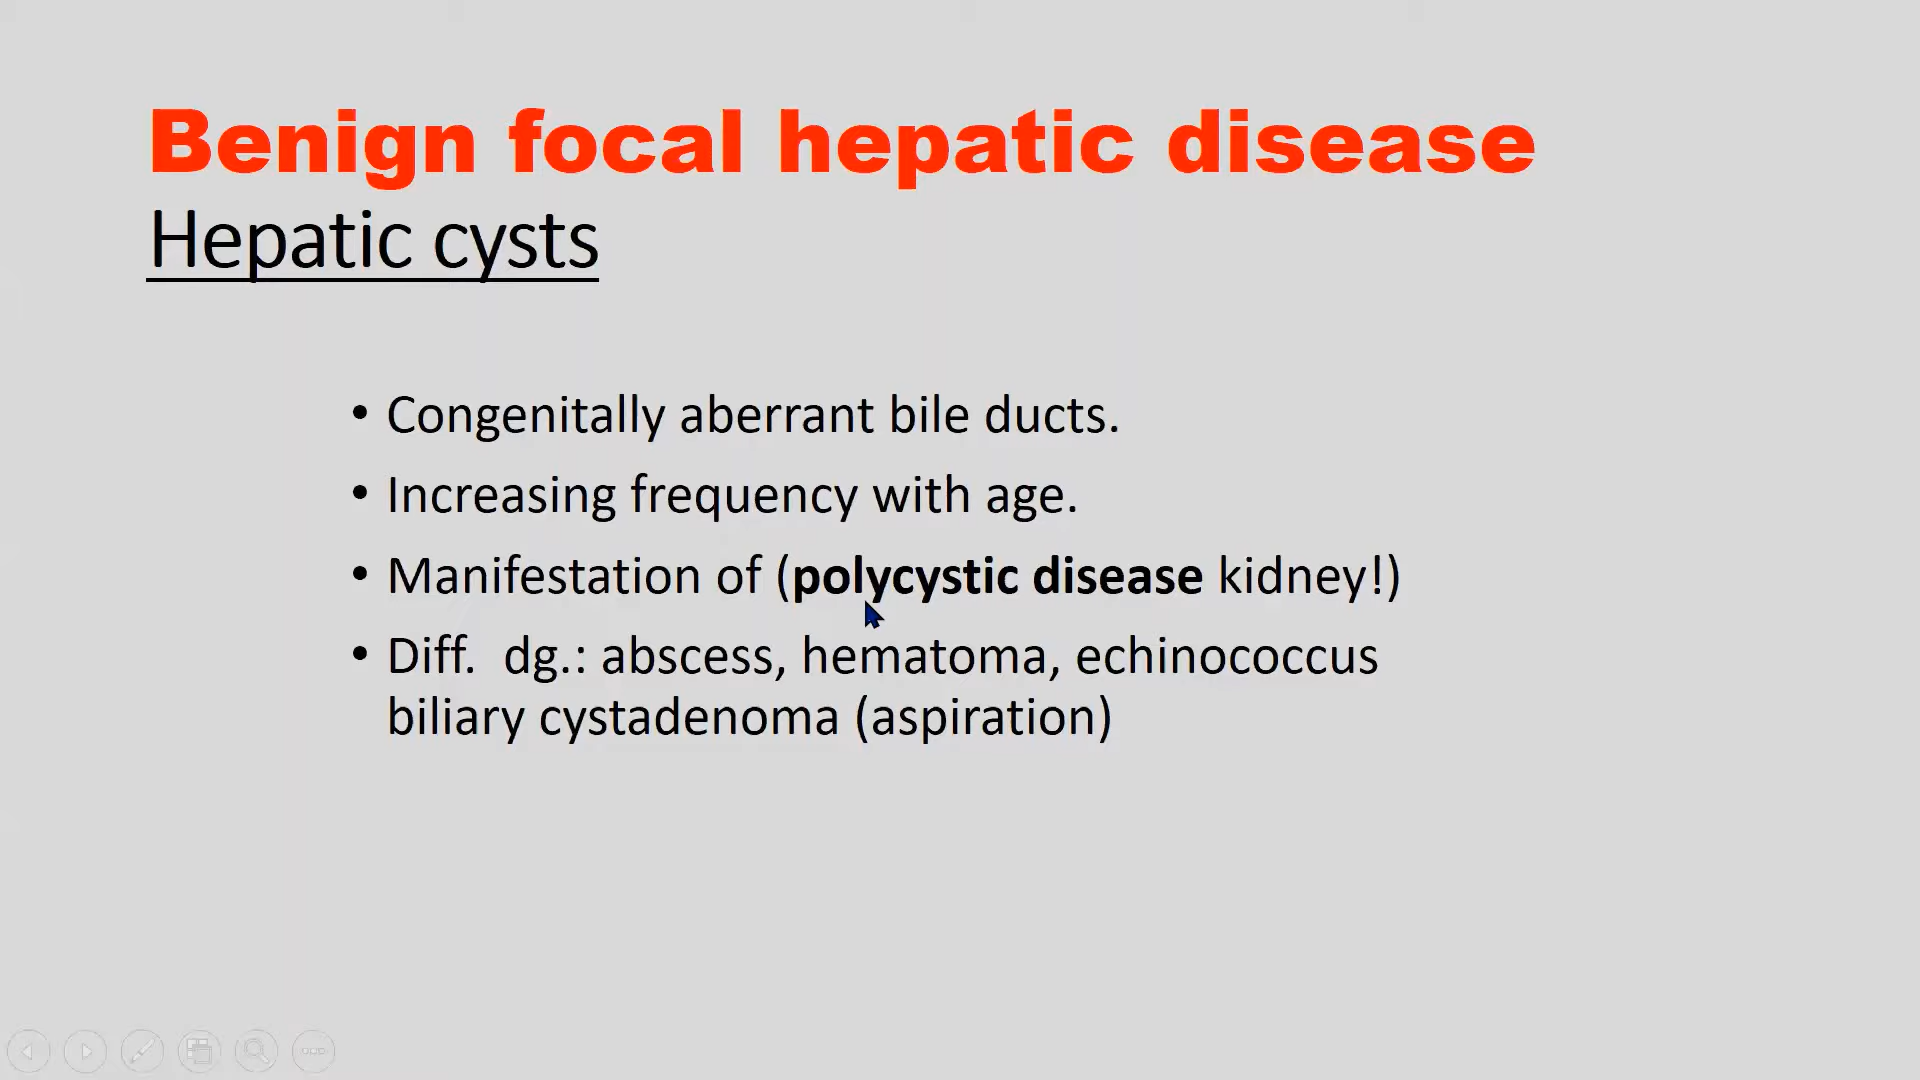 Benign focal hepatic disease
Hepatic cysts
• Congenitally aberrant bile ducts.
• Increasing frequency with age.
• Manifestation of (polycystic disease kidney!)
• Diff.  dg.: abscess, hematoma, echinococcus
biliary cystadenoma (aspiration)